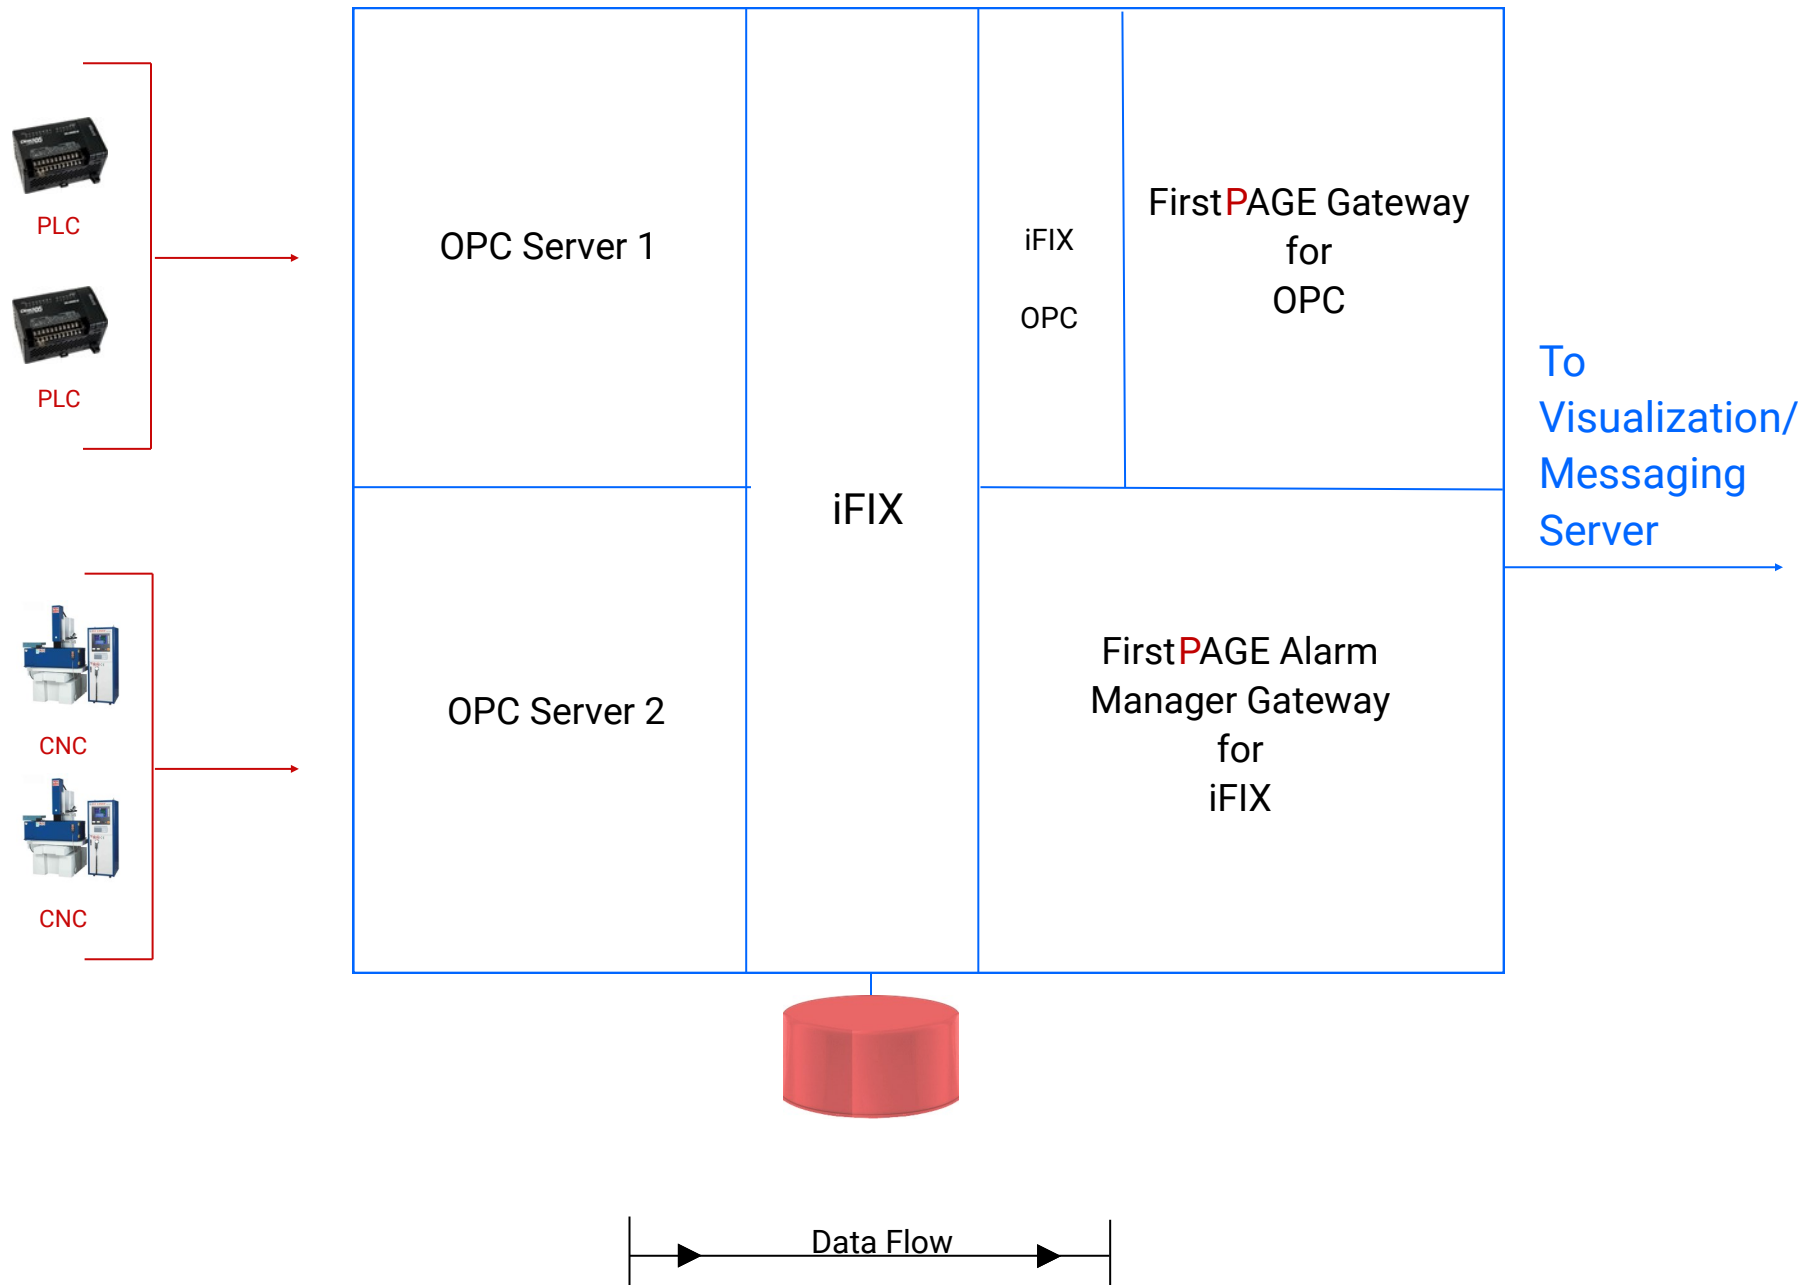 PLC
PLC
CNC
CNC
OPC Server 1
OPC Server 2
iFIX
iFIX
OPC
FirstPAGE Gateway
for
OPC
FirstPAGE Alarm
Manager Gateway
for
iFIX
To
Visualization/
Messaging
Server
Data Flow